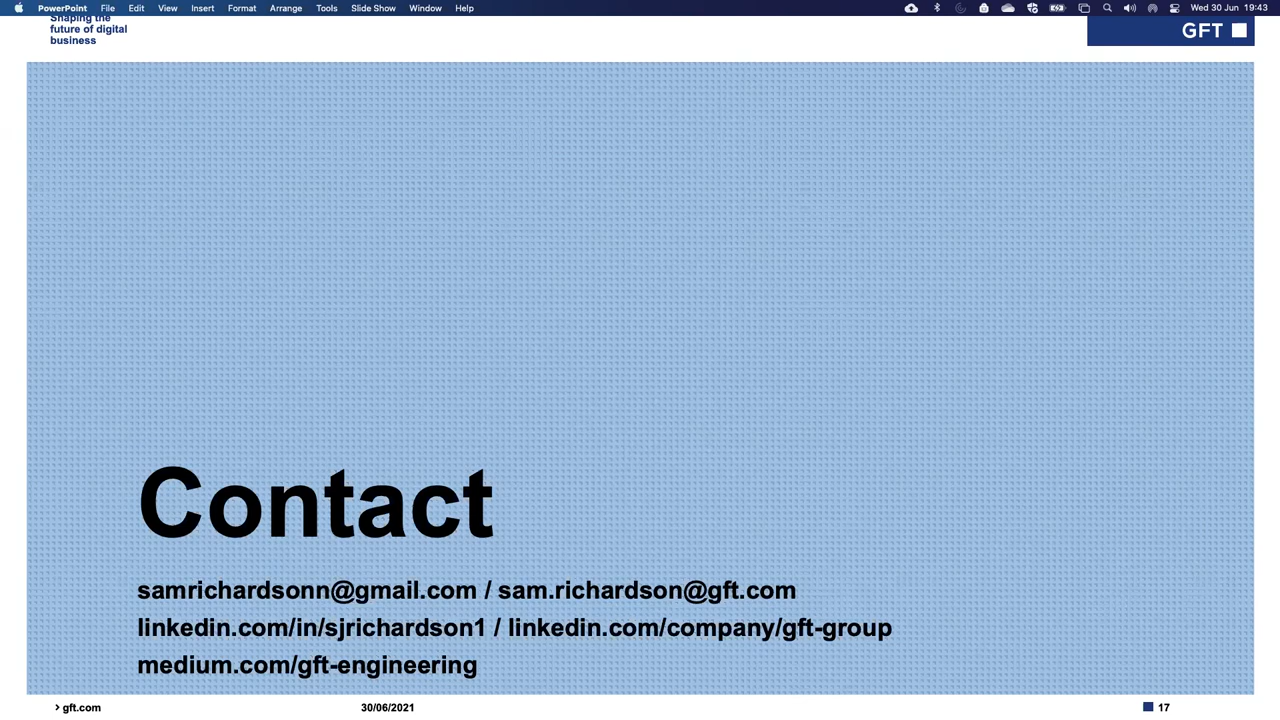 PowerPoint File Edit View Insert Format Arrange Tools Slide Show Window Help Wed 30 Jun 19:43
Shaping the
future of digital
business
GFT
Contact
samrichardsonn@gmail.com / sam.richardson@gft.com
linkedin.com/in/sjrichardson1 / linkedin.com/company/gft-group
medium.com/gft-engineering
> gft.com 30/06/2021 17